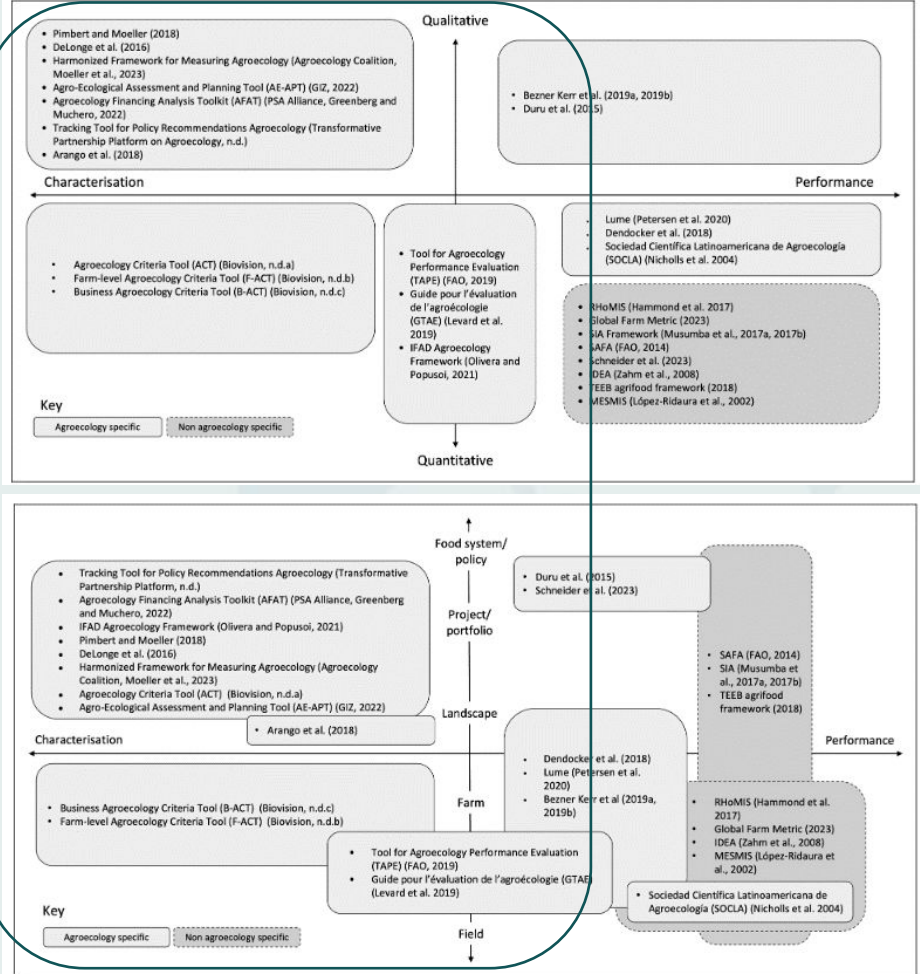 Qualitative
• Pimbert and Moeller (2018)
• DeLonge et al. (2016)
• Harmonized Framework for Measuring Agroecology (Agroecology Coalition,
Moeller et al., 2023)
• Agro-Ecological Assessment and Planning Tool (AE-APT) (GIZ, 2022)
• Agroecology Financing Analysis Toolkit (AFAT) (PSA Alliance, Greenberg and
Muchero, 2022)
• Tracking Tool for Policy Recommendations Agroecology (Transformative
Partnership Platform on Agroecology, n.d.)
• Arango et al. (2018)
• Bezner Kerr et al. (2019a, 2019b)
• Duru et al. (2015)
Characterisation
Performance
• Agroecology Criteria Tool (ACT) (Biovision, n.d.a)
• Farm-level Agroecology Criteria Tool (F-ACT) (Biovision, n.d.b)
• Business Agroecology Criteria Tool (B-ACT) (Biovision, n.d.c)
• Tool for Agroecology
Performance Evaluation
(TAPE) (FAO, 2019)
• Guide pour l'évaluation
de l'agroécologie
(GTAE) (Levard et al.
2019)
• IFAD Agroecology
Framework (Olivera and
Popusoi, 2021)
Lume (Petersen et al. 2020)
Dendocker et al. (2018)
Sociedad Científica Latinoamericana de Agroecología
(SOCLA) (Nicholls et al. 2004)
• RHoMIS (Hammond et al. 2017)
• Global Farm Metric (2023)
• SIA Framework (Musumba et al., 2017a, 2017b)
• SAFA (FAO, 2014)
• Schneider et al. (2023)
• IDEA (Zahm et al., 2008)
• TEEB agrifood framework (2018)
• MESMIS (López-Ridaura et al., 2002)
Key
Agroecology specific
Non agroecology specific
Quantitative
Food system/
policy
• Tracking Tool for Policy Recommendations Agroecology (Transformative
Partnership Platform, n.d.)
• Agroecology Financing Analysis Toolkit (AFAT) (PSA Alliance, Greenberg
and Muchero, 2022)
• IFAD Agroecology Framework (Olivera and Popusoi, 2021)
• Pimbert and Moeller (2018)
• DeLonge et al. (2016)
• Harmonized Framework for Measuring Agroecology (Agroecology
Coalition, Moeller et al., 2023)
• Agroecology Criteria Tool (ACT) (Biovision, n.d.a)
• Agro-Ecological Assessment and Planning Tool (AE-APT) (GIZ, 2022)
• Arango et al. (2018)
Project/
portfolio
Landscape
• Duru et al. (2015)
• Schneider et al. (2023)
• SAFA (FAO, 2014)
• SIA (Musumba et
al., 2017a, 2017b)
• TEEB agrifood
framework (2018)
Characterisation
Performance
• Business Agroecology Criteria Tool (B-ACT) (Biovision, n.d.c)
• Farm-level Agroecology Criteria Tool (F-ACT) (Biovision, n.d.b)
Farm
Dendocker et al. (2018)
Lume (Petersen et al.
2020)
Bezner Kerr et al (2019a,
2019b)
• RHoMIS (Hammond et al.
2017)
• Global Farm Metric (2023)
• IDEA (Zahm et al., 2008)
• MESMIS (López-Ridaura et
al., 2002)
• Tool for Agroecology Performance Evaluation
(TAPE) (FAO, 2019)
• Guide pour l'évaluation de l'agroécologie (GTAE)
(Levard et al. 2019)
• Sociedad Científica Latinoamericana de
Agroecología (SOCLA) (Nicholls et al. 2004)
Key
Agroecology specific
Non agroecology specific
Field